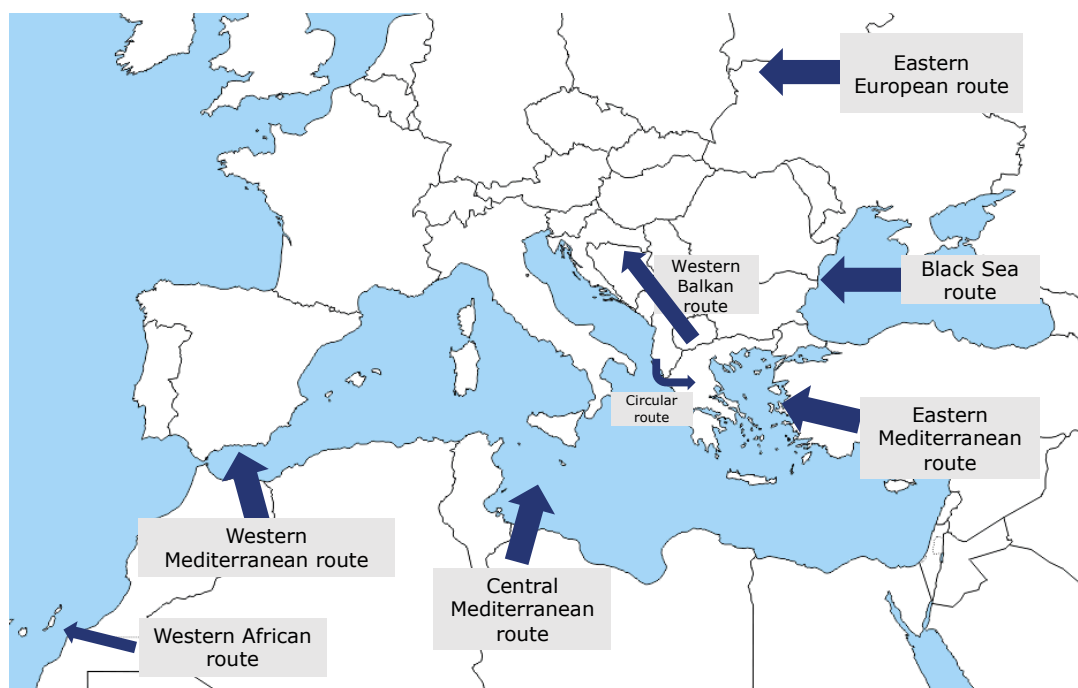 Eastern
European route
Western
Balkan
route
Black Sea
route
Circular
route
Eastern
Mediterranean
route
Western
Mediterranean route
Central
Mediterranean
route
Western African
route